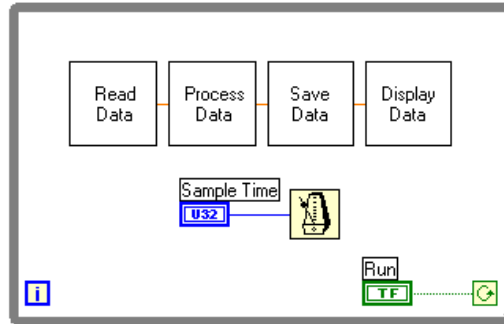 Read Process Save Display
Data Data Data Data
Sample Time
U32
Run
TF
i